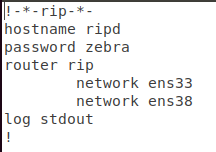 !-*-rip-*-
hostname ripd
password zebra
router rip
        network ens33
        network ens38
log stdout
!